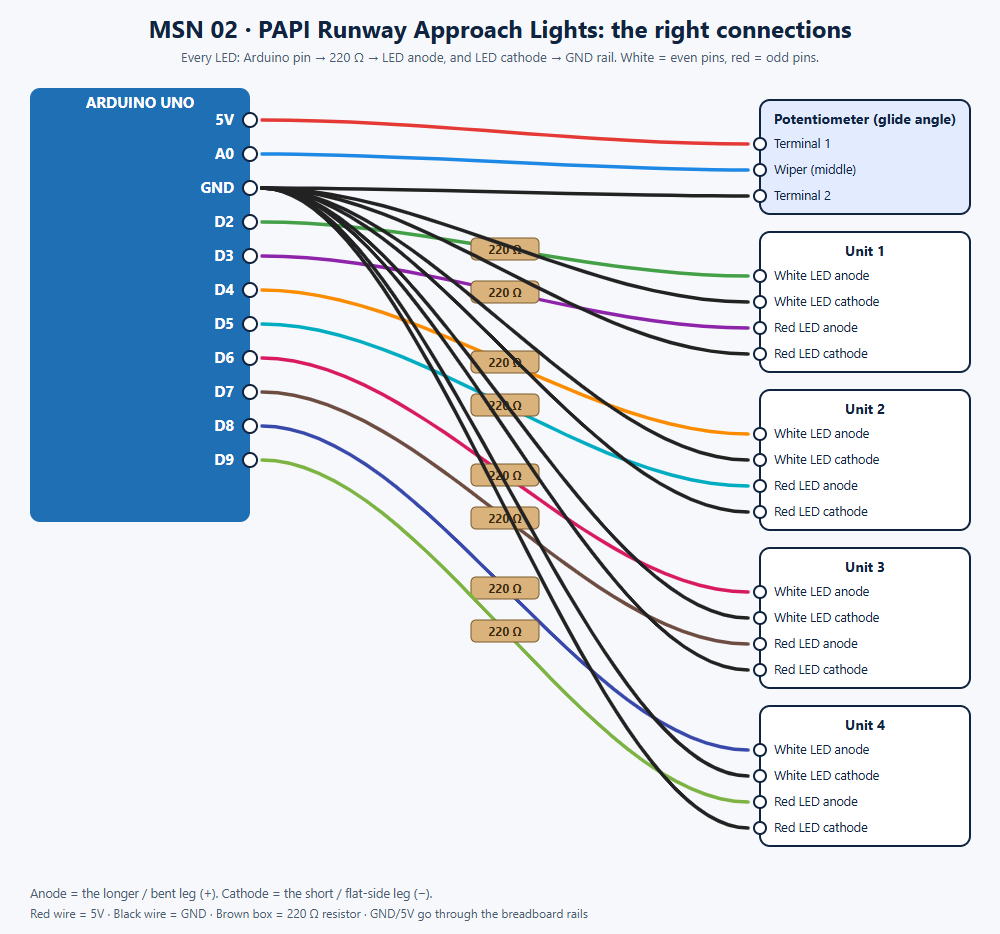 MSN 02 · PAPI Runway Approach Lights: the right connections
Every LED: Arduino pin → 220 Ω → LED anode, and LED cathode → GND rail. White = even pins, red = odd pins.
ARDUINO UNO
5V
A0
GND
D2
D3
D4
D5
D6
D7
D8
D9
220 Ω
220 Ω
220 Ω
220 Ω
220 Ω
220 Ω
220 Ω
220 Ω
Potentiometer (glide angle)
Terminal 1
Wiper (middle)
Terminal 2
Unit 1
White LED anode
White LED cathode
Red LED anode
Red LED cathode
Unit 2
White LED anode
White LED cathode
Red LED anode
Red LED cathode
Unit 3
White LED anode
White LED cathode
Red LED anode
Red LED cathode
Unit 4
White LED anode
White LED cathode
Red LED anode
Red LED cathode
Anode = the longer / bent leg (+). Cathode = the short / flat-side leg (−).
Red wire = 5V · Black wire = GND · Brown box = 220 Ω resistor · GND/5V go through the breadboard rails